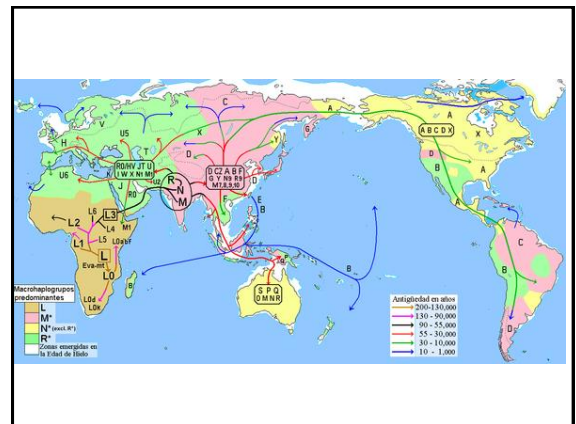 C
A
A
V
X
A
G
U5
T
Y
H
D
A B C D X
X
R0/HV JT U
I W X N1 M1
D C Z A B F
G Y N9 R9
M7,8,9,10
D
A
D
U6
K
J
R0
U2
R
N
M
F
B
E
B
A
A
L3
M1
L2
L6
L4
L1
L5
L0a'b'f
L
Eva-mt
L0
C
B
B
B
S P Q
O M N R
L0d
L0k
B
D
Macrohaplogrupos
predominantes
L
M*
N* (excl. R*)
R*
Zonas emergidas en
la Edad de Hielo
Antigüedad en años
200-130,000
130 - 90,000
90 - 55,000
55 - 30,000
30 - 10,000
10 - 1,000